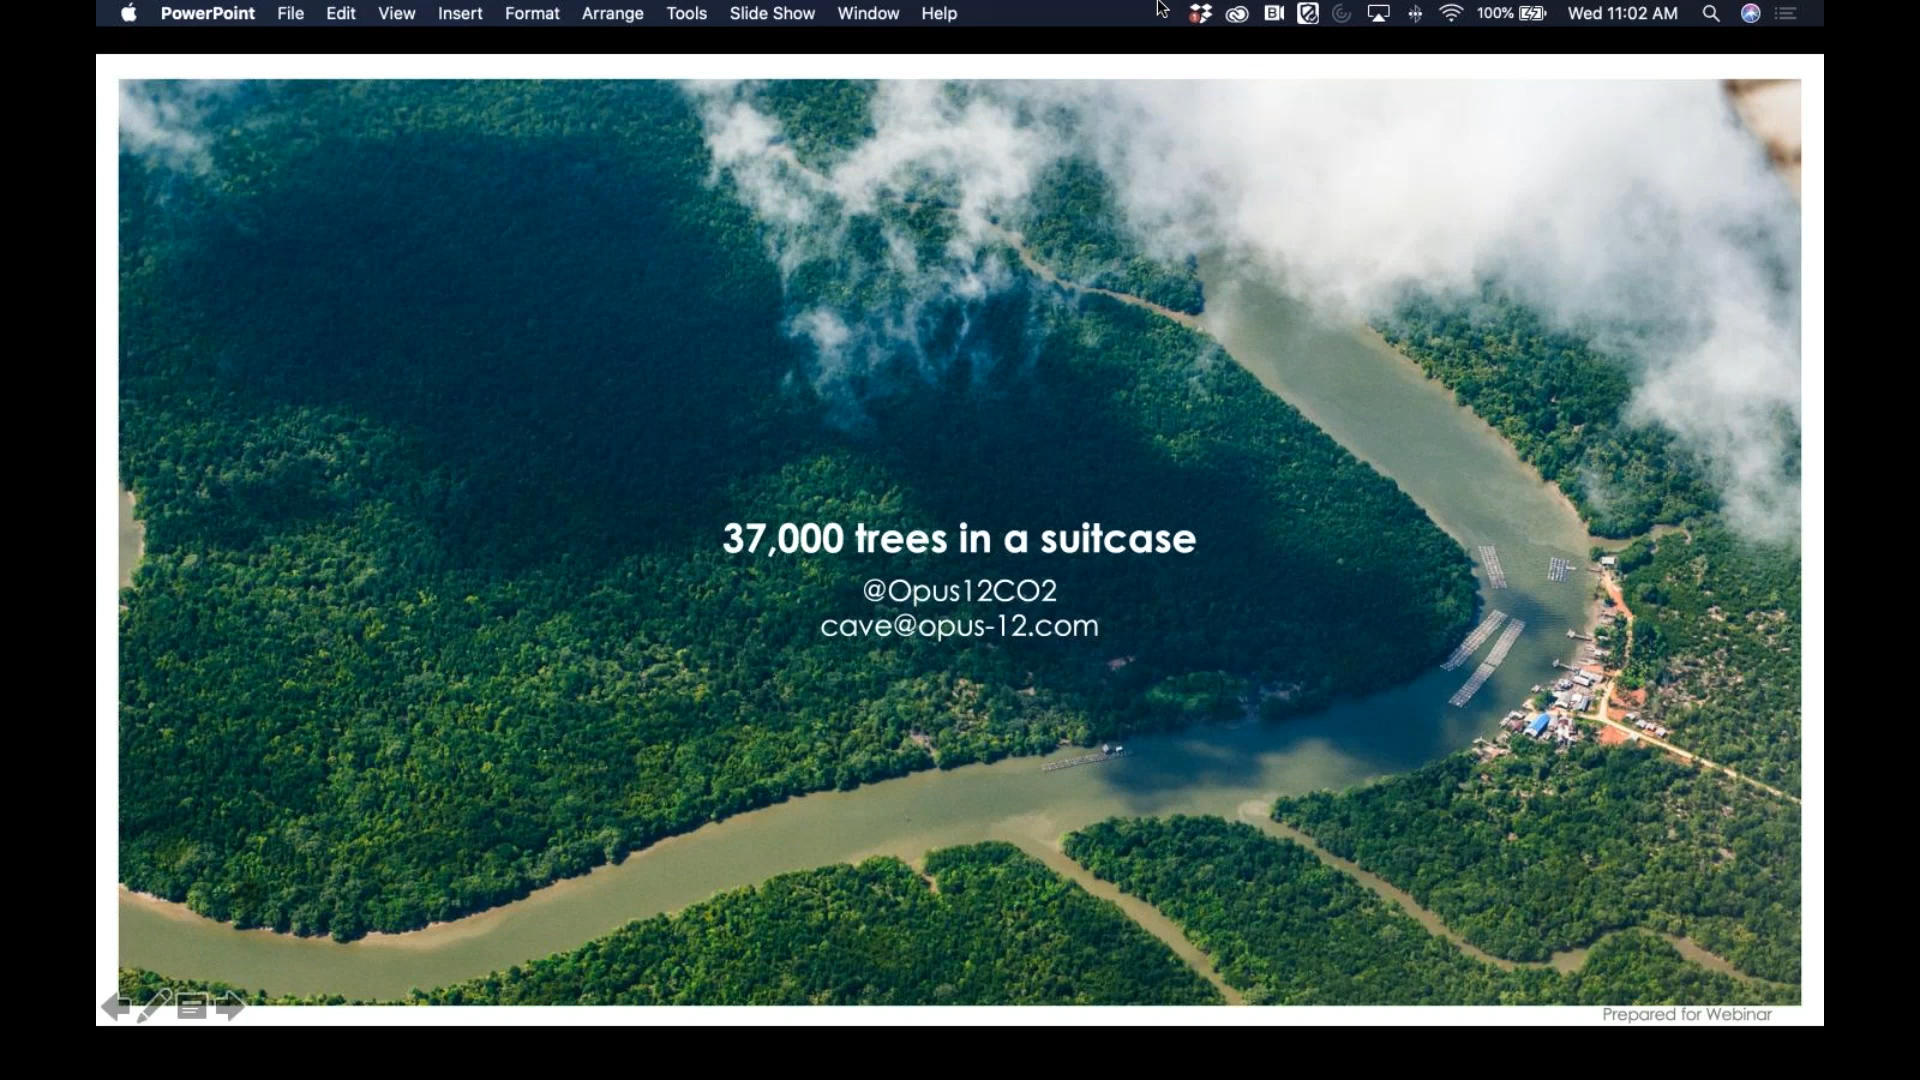 PowerPoint File Edit View Insert Format Arrange Tools Slide Show Window Help 100% Wed 11:02 AM
37,000 trees in a suitcase
@Opus12CO2
cave@opus-12.com
Prepared for Webinar